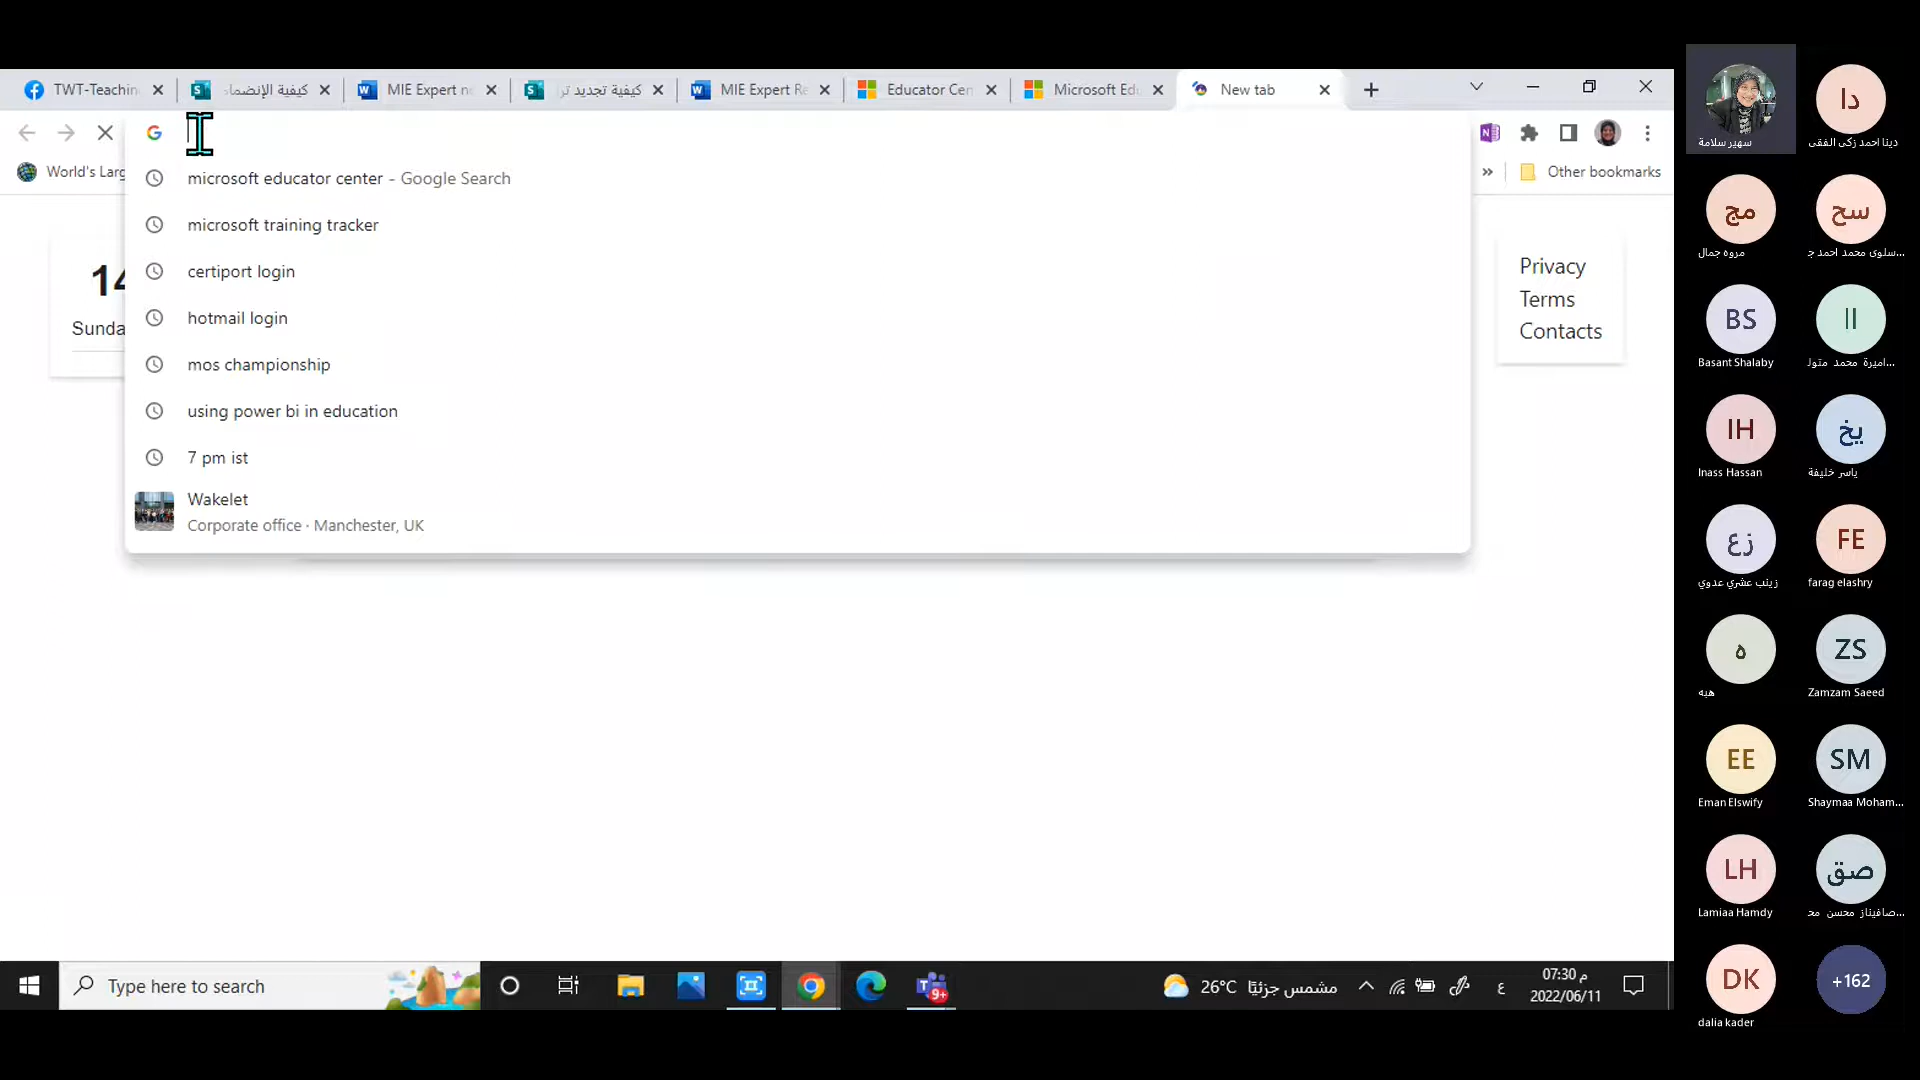 TWT-Teachin
كيفية الإنضما
MIE Expert n
كيفية تجديد تر
MIE Expert Re
Educator Cen
Microsoft Edu
New tab
World's Larg
Other bookmarks
microsoft educator center - Google Search
microsoft training tracker
certiport login
hotmail login
mos championship
using power bi in education
7 pm ist
Wakelet
Corporate office · Manchester, UK
14
Sunda
Privacy
Terms
Contacts
سهير سلامة
دا
دينا احمد زكى الفقى
مج
مروه جمال
سح
سلوى محمد احمد ج...
BS
Basant Shalaby
اا
اميرة محمد متول...
IH
Inass Hassan
يخ
ياسر خليفة
زع
زينب عشري عدوي
FE
farag elashry
ه
هبه
ZS
Zamzam Saeed
EE
Eman Elswify
SM
Shaymaa Moham...
LH
Lamiaa Hamdy
صق
صافيناز محسن مح...
DK
dalia kader
+162
Type here to search
9+
26°C مشمس جزئيًا
ع
07:30 م
2022/06/11